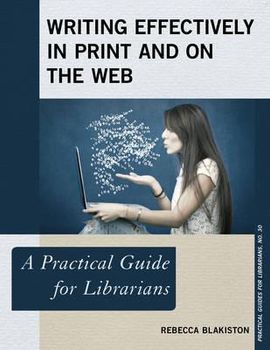 WRITING EFFECTIVELY
IN PRINT AND ON
THE WEB
A Practical Guide
for Librarians
PRACTICAL GUIDES FOR LIBRARIANS, NO. 30
REBECCA BLAKISTON